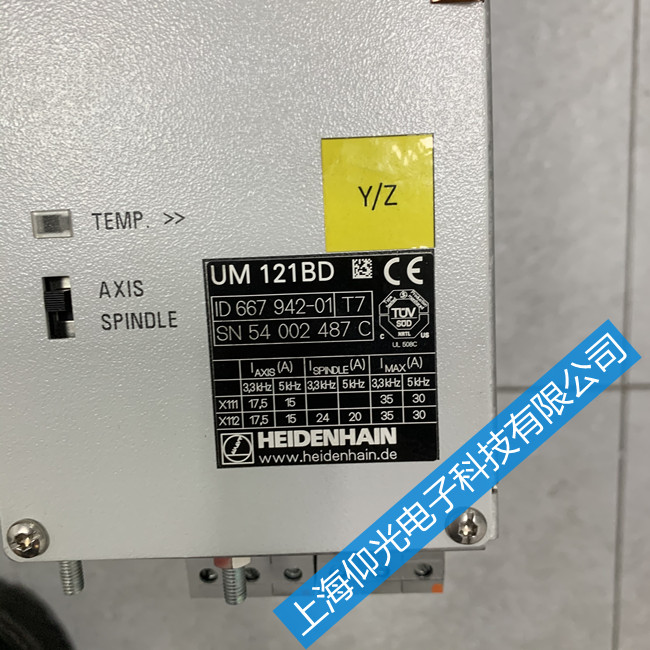 Y/Z
TEMP. >>
AXIS
SPINDLE
UM 121BD CE
ID 667 942-01 T7
SN 54 002 487 C
TÜV
SÜD
NRTL
C US
UL 508C
I AXIS (A) I SPINDLE (A) I MAX (A)
3,3kHz 5kHz 3,3kHz 5kHz 3,3kHz 5kHz
X111 17,5 15 35 30
X112 17,5 15 24 20 35 30
HEIDENHAIN
www.heidenhain.de
上海仰光电子科技有限公司